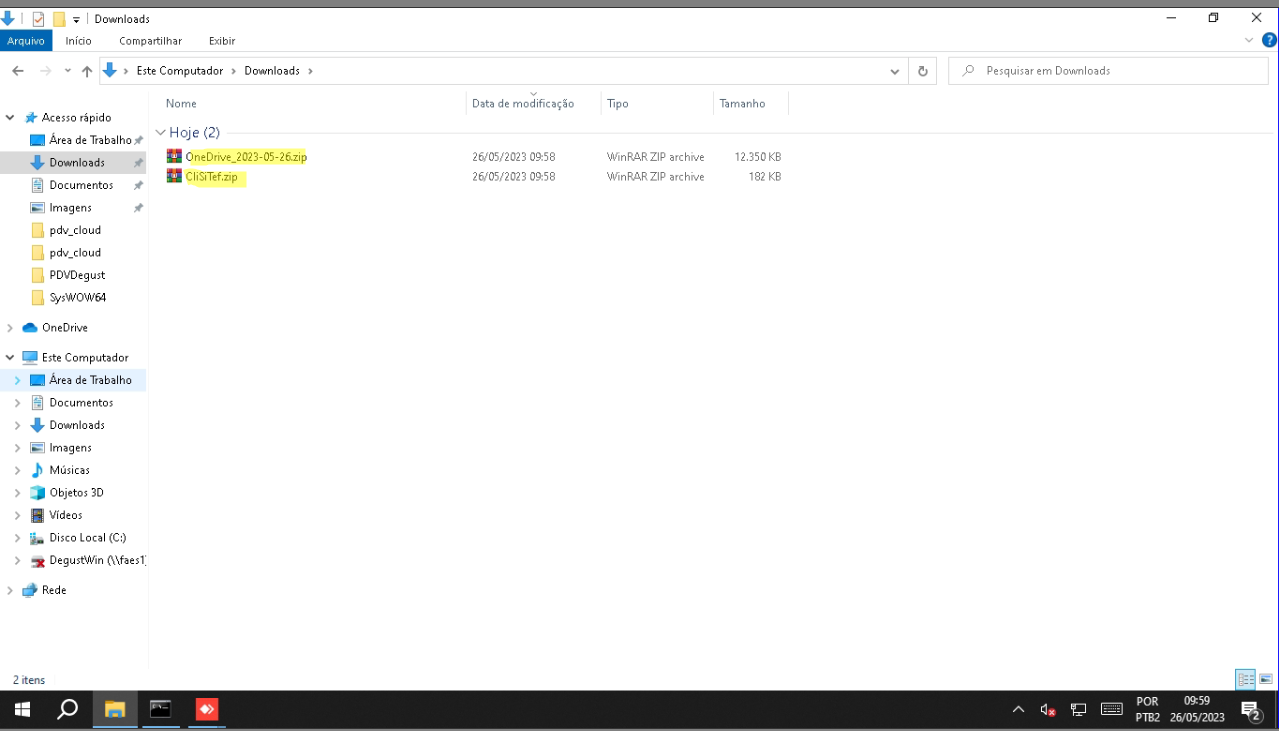 Downloads
Arquivo Início Compartilhar Exibir
Este Computador > Downloads >
Pesquisar em Downloads
Nome Data de modificação Tipo Tamanho
Hoje (2)
OneDrive_2023-05-26.zip 26/05/2023 09:58 WinRAR ZIP archive 12.350 KB
CliSiTef.zip 26/05/2023 09:58 WinRAR ZIP archive 182 KB
Acesso rápido
Área de Trabalho
Downloads
Documentos
Imagens
pdv_cloud
pdv_cloud
PDVDegust
SysWOW64
OneDrive
Este Computador
Área de Trabalho
Documentos
Downloads
Imagens
Músicas
Objetos 3D
Vídeos
Disco Local (C:)
DegustWin (\\faes1
Rede
2 itens
POR 09:59
PTB2 26/05/2023
2